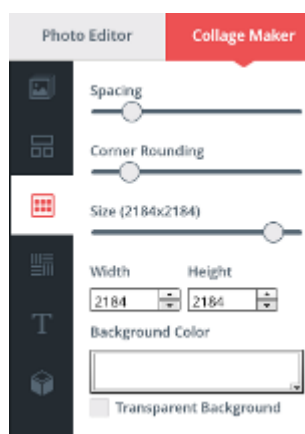 Photo Editor Collage Maker
Spacing
Corner Rounding
Size (2184x2184)
Width Height
2184 2184
Background Color
T
Transparent Background